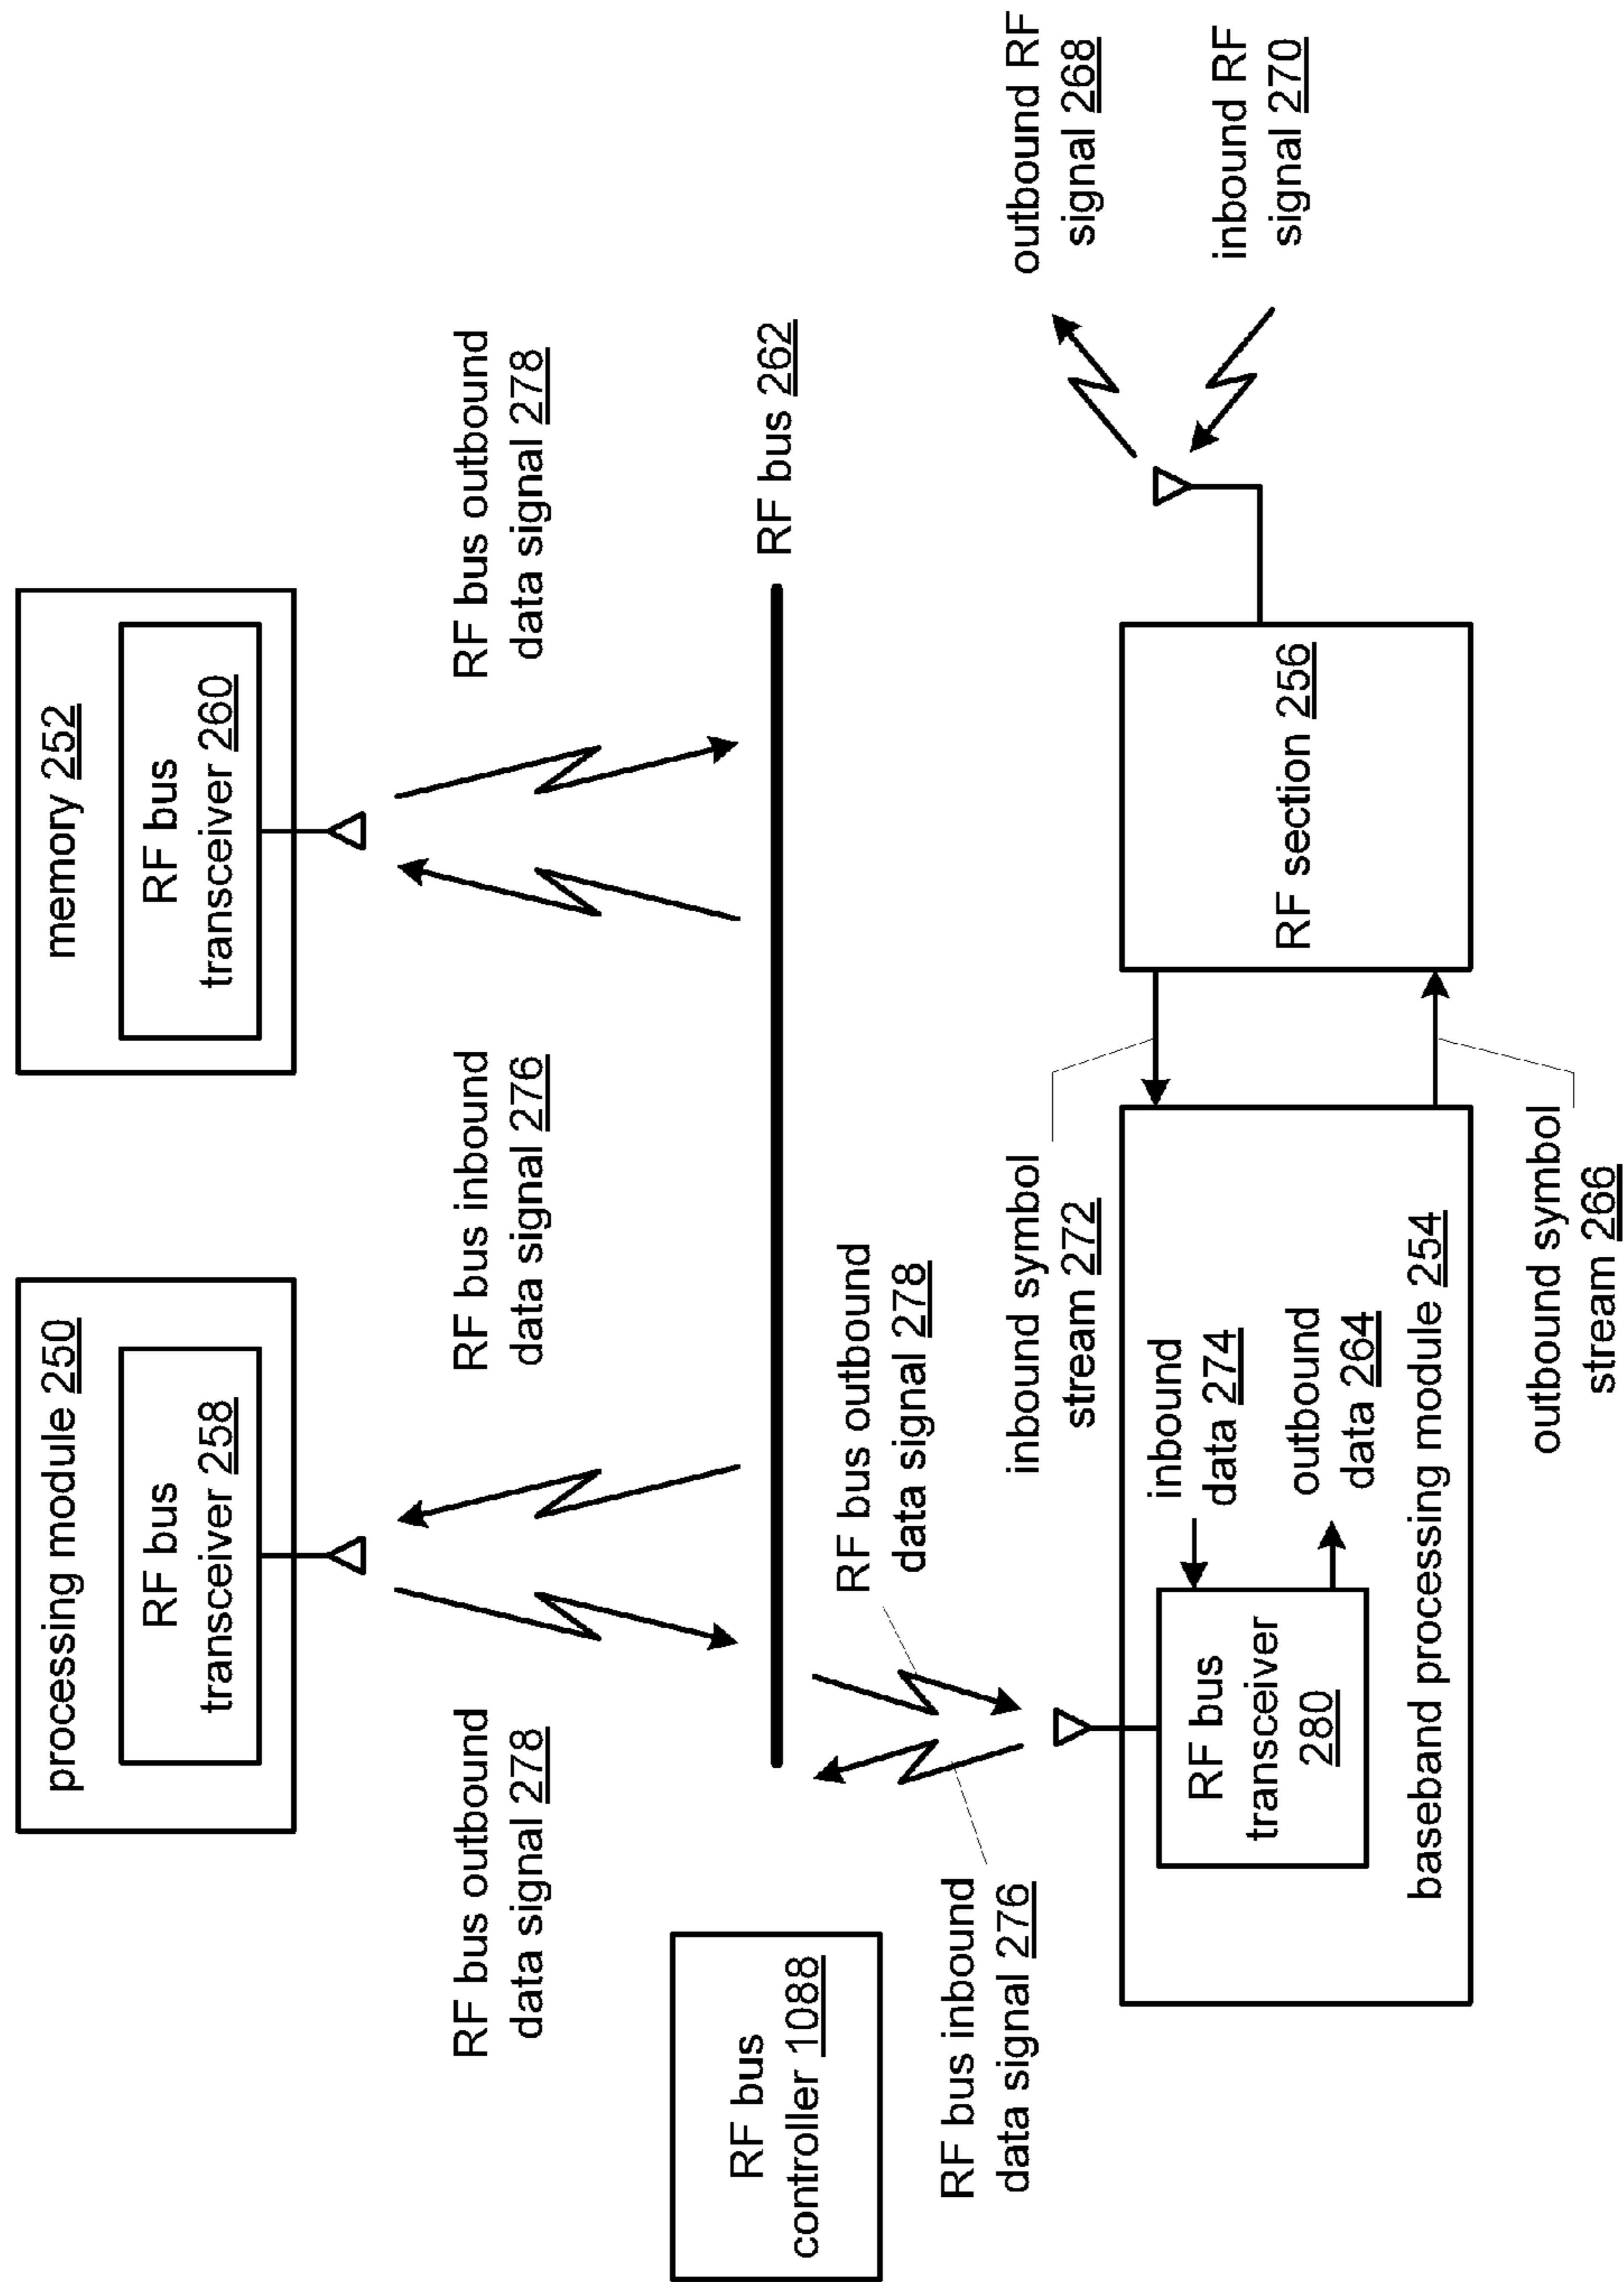 processing module 250
RF bus
transceiver 258
memory 252
RF bus
transceiver 260
RF bus outbound
data signal 278
RF bus inbound
data signal 276
RF bus outbound
data signal 278
RF bus
controller 1088
RF bus 262
RF bus inbound
data signal 276
RF bus outbound
data signal 278
inbound symbol
stream 272
outbound RF
signal 268
inbound RF
signal 270
RF bus
transceiver
280
inbound
data 274
outbound
data 264
baseband processing module 254
RF section 256
outbound symbol
stream 266